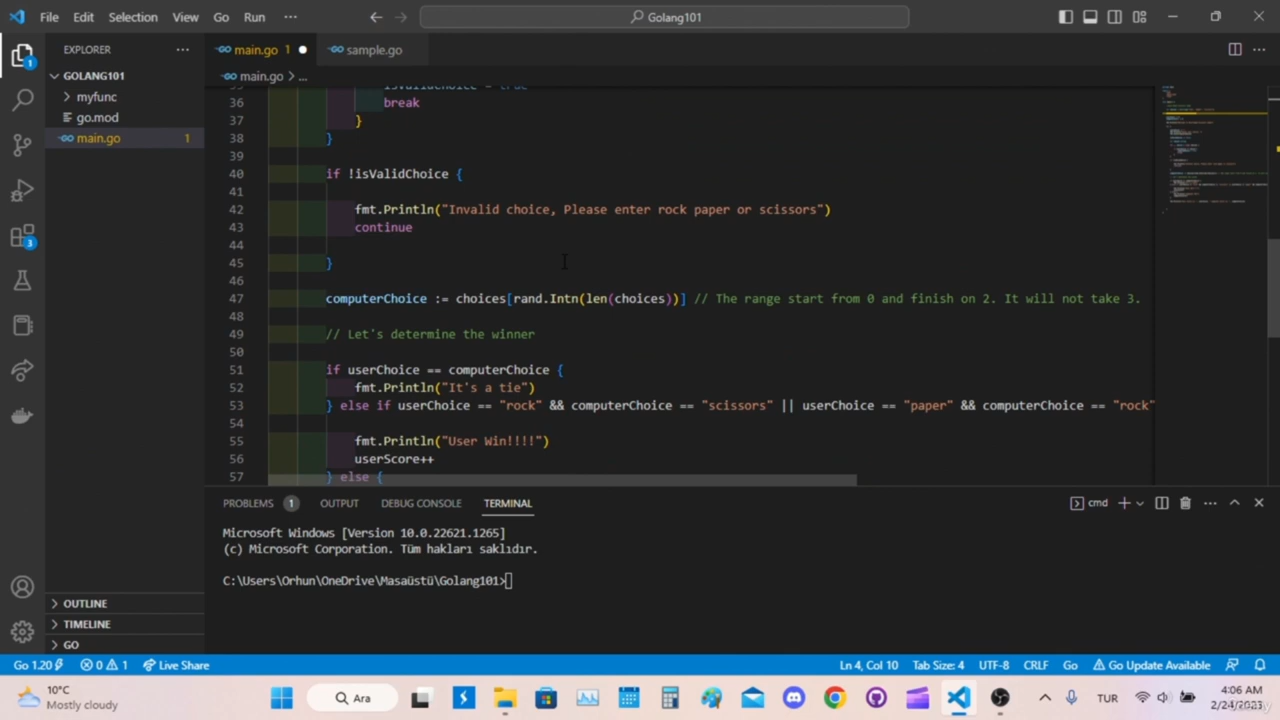 File Edit Selection View Go Run ··· Golang101
EXPLORER ···
GOLANG101
myfunc
go.mod
main.go 1
main.go 1 sample.go
main.go > ...
isValidChoice = true
36 break
37 }
38 }
39
40 if !isValidChoice {
41
42 fmt.Println("Invalid choice, Please enter rock paper or scissors")
43 continue
44
45 }
46
47 computerChoice := choices[rand.Intn(len(choices))] // The range start from 0 and finish on 2. It will not take 3.
48
49 // Let's determine the winner
50
51 if userChoice == computerChoice {
52 fmt.Println("It's a tie")
53 } else if userChoice == "rock" && computerChoice == "scissors" || userChoice == "paper" && computerChoice == "rock"
54
55 fmt.Println("User Win!!!!")
56 userScore++
57 } else {
PROBLEMS 1 OUTPUT DEBUG CONSOLE TERMINAL cmd
Microsoft Windows [Version 10.0.22621.1265]
(c) Microsoft Corporation. Tüm hakları saklıdır.
C:\Users\Orhun\OneDrive\Masaüstü\Golang101>
OUTLINE
TIMELINE
GO
1
3
Go 1.20 0 1 Live Share Ln 4, Col 10 Tab Size: 4 UTF-8 CRLF Go Go Update Available
10°C
Mostly cloudy
Ara
TUR
4:06 AM
2/24/2023